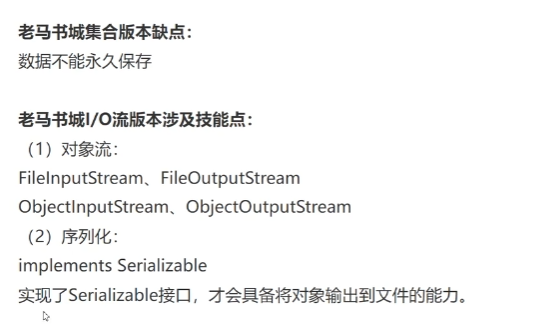 老马书城集合版本缺点：
数据不能永久保存
老马书城I/O流版本涉及技能点：
（1）对象流：
FileInputStream、FileOutputStream
ObjectInputStream、ObjectOutputStream
（2）序列化：
implements Serializable
实现了Serializable接口，才会具备将对象输出到文件的能力。